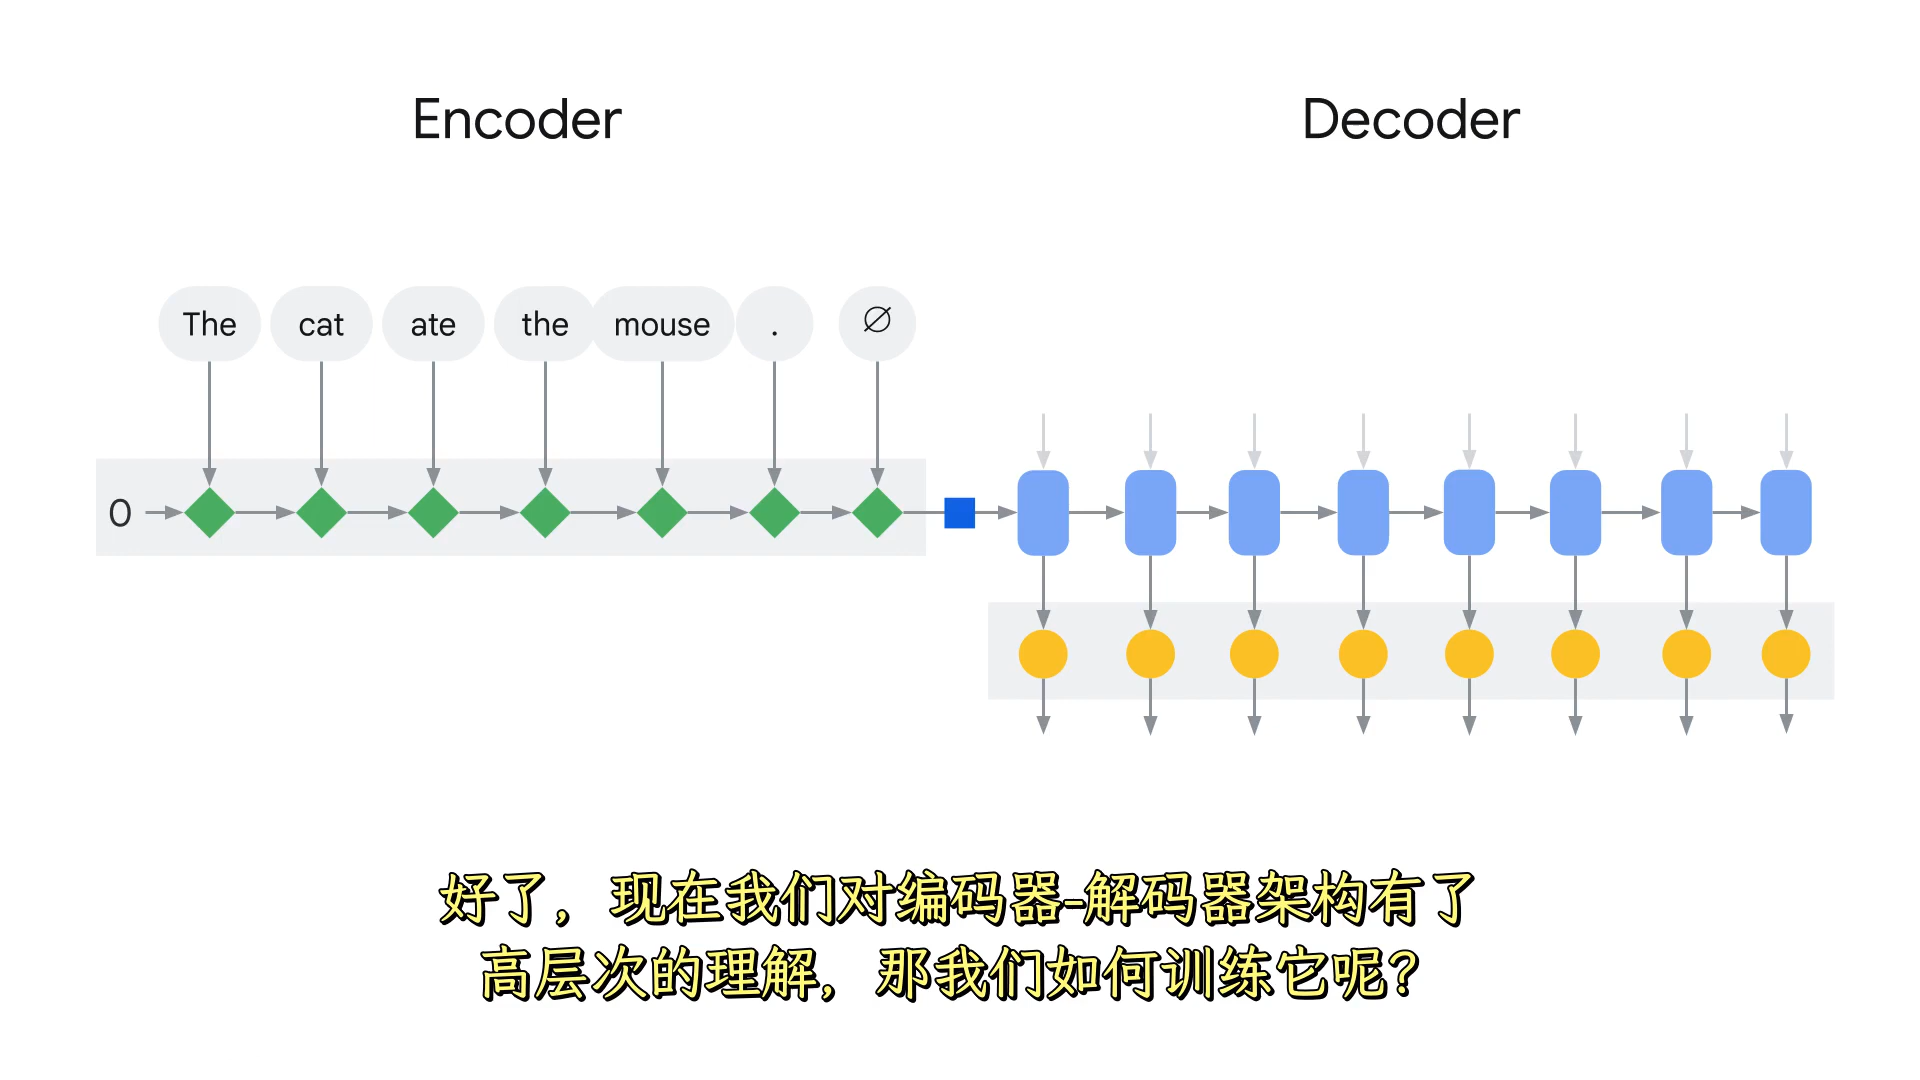 Encoder
Decoder
The cat ate the mouse . ∅
0
好了，现在我们对编码器-解码器架构有了
高层次的理解，那我们如何训练它呢？